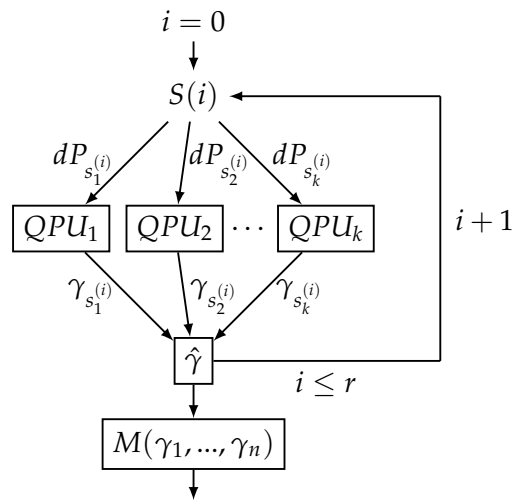 i = 0
S(i)
dP_{s_1^{(i)}} dP_{s_2^{(i)}} dP_{s_k^{(i)}}
QPU_1 QPU_2 ⋯ QPU_k
i + 1
γ_{s_1^{(i)}} γ_{s_2^{(i)}} γ_{s_k^{(i)}}
γ̂
i ≤ r
M(γ_1, ..., γ_n)